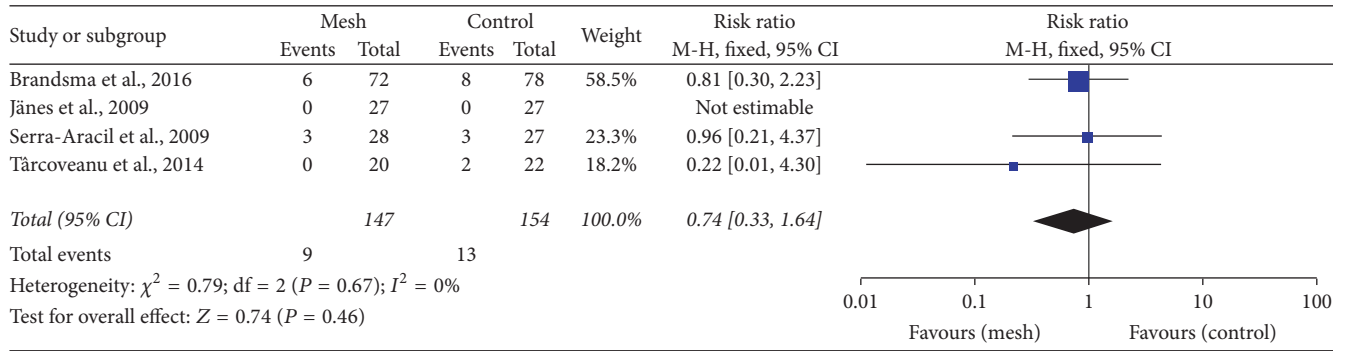 Mesh Control Risk ratio Risk ratio
Study or subgroup Events Total Events Total Weight M-H, fixed, 95% CI M-H, fixed, 95% CI
Brandsma et al., 2016 6 72 8 78 58.5% 0.81 [0.30, 2.23]
Jänes et al., 2009 0 27 0 27 Not estimable
Serra-Aracil et al., 2009 3 28 3 27 23.3% 0.96 [0.21, 4.37]
Târcoveanu et al., 2014 0 20 2 22 18.2% 0.22 [0.01, 4.30]
Total (95% CI) 147 154 100.0% 0.74 [0.33, 1.64]
Total events 9 13
Heterogeneity: χ² = 0.79; df = 2 (P = 0.67); I² = 0%
Test for overall effect: Z = 0.74 (P = 0.46)
0.01 0.1 1 10 100
Favours (mesh) Favours (control)